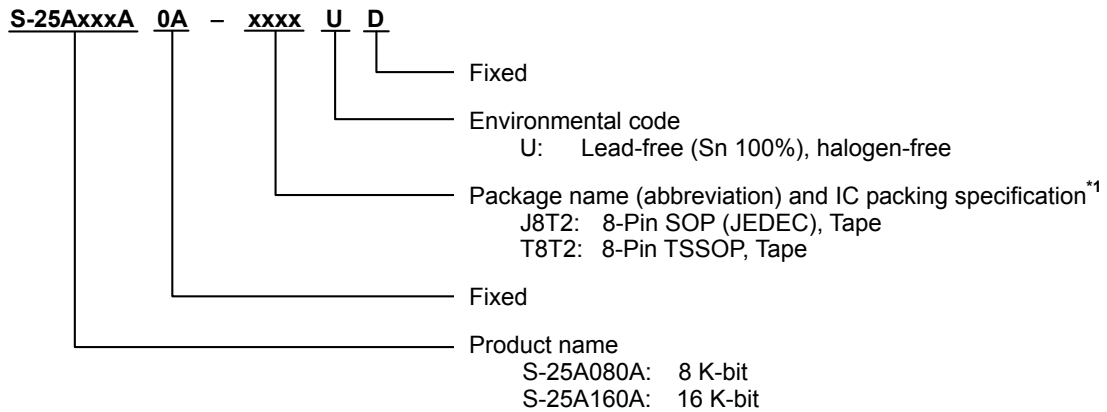 S-25AxxxA 0A – xxxx U D
Fixed
Environmental code
U: Lead-free (Sn 100%), halogen-free
Package name (abbreviation) and IC packing specification*1
J8T2: 8-Pin SOP (JEDEC), Tape
T8T2: 8-Pin TSSOP, Tape
Fixed
Product name
S-25A080A: 8 K-bit
S-25A160A: 16 K-bit